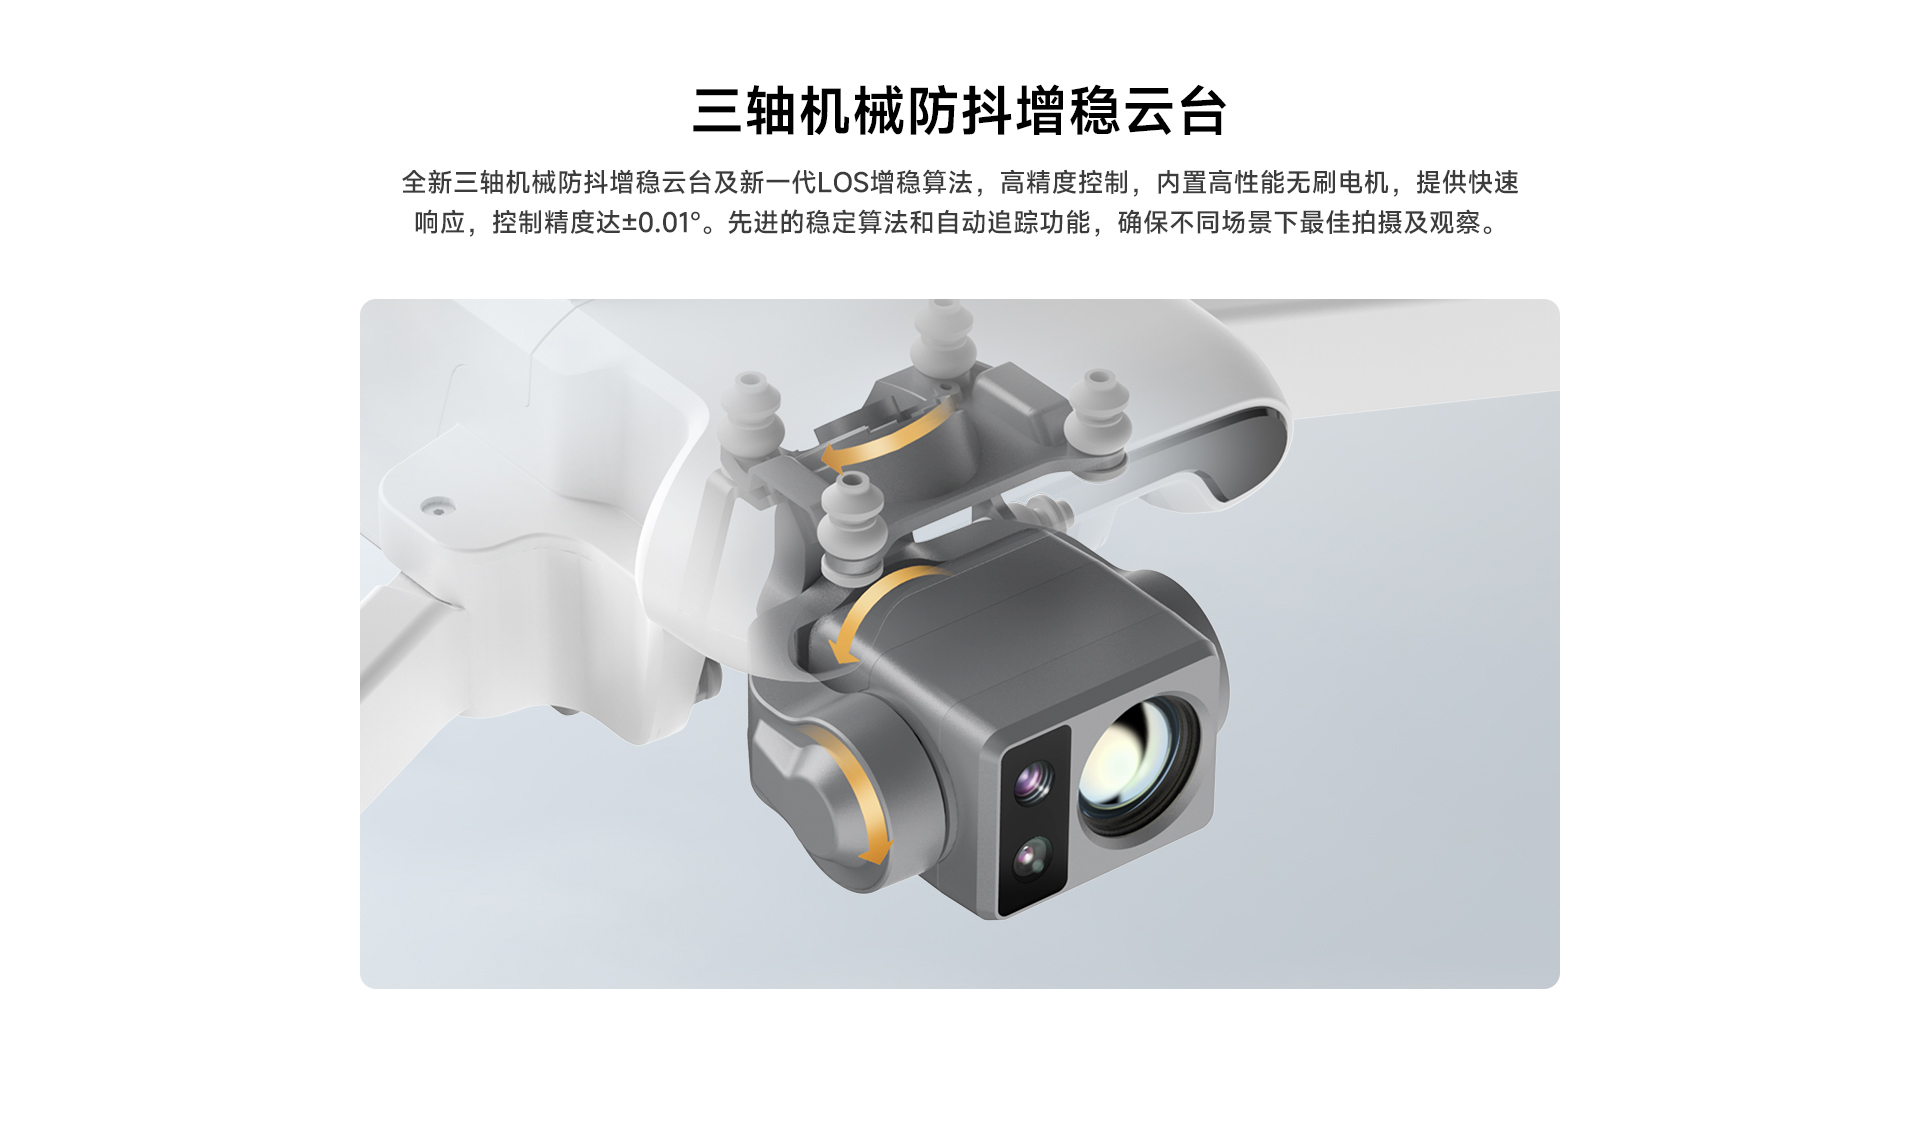 三轴机械防抖增稳云台
全新三轴机械防抖增稳云台及新一代LOS增稳算法，高精度控制，内置高性能无刷电机，提供快速
响应，控制精度达±0.01°。先进的稳定算法和自动追踪功能，确保不同场景下最佳拍摄及观察。